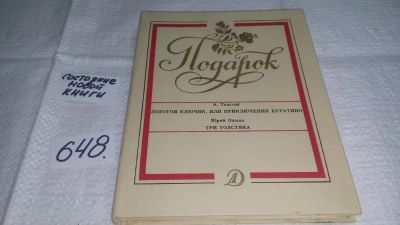 СОСТОЯНИЕ
НОВОЙ
КНИГИ
648.
Подарок
А. Толстой
ЗОЛОТОЙ КЛЮЧИК, ИЛИ ПРИКЛЮЧЕНИЯ БУРАТИНО
Юрий Олеша
ТРИ ТОЛСТЯКА
Д